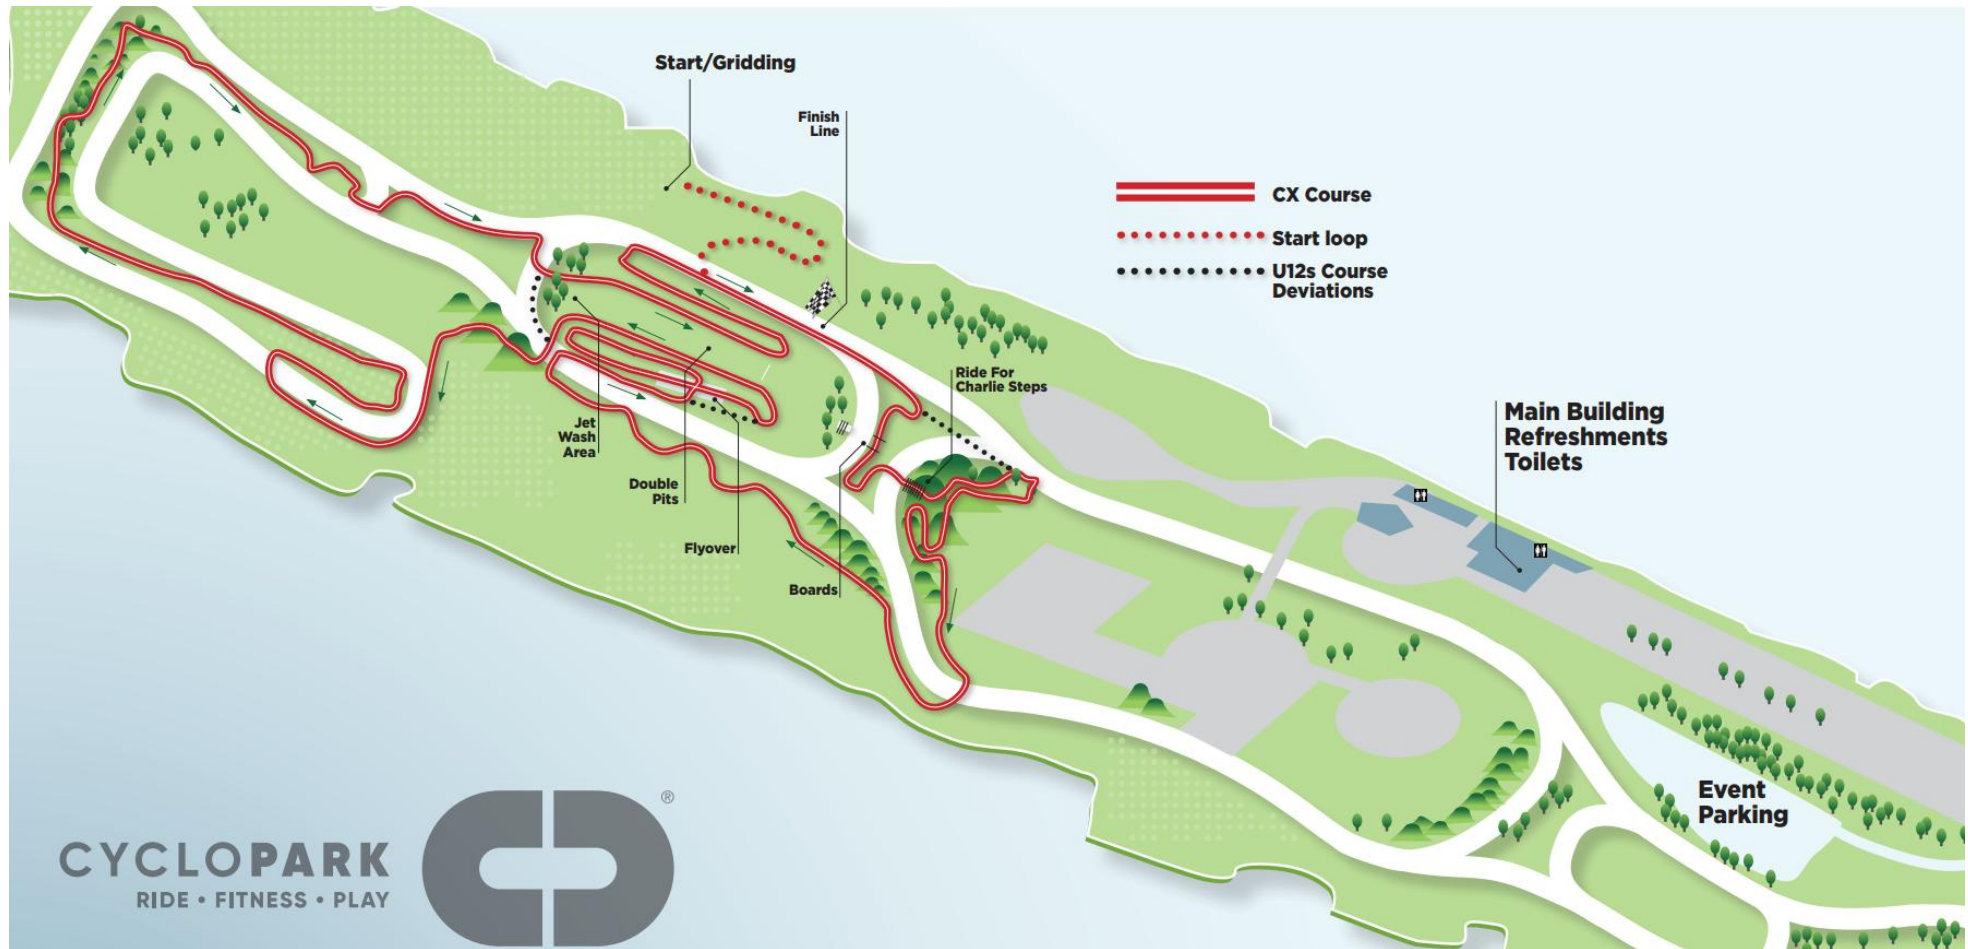 Start/Gridding
Finish
Line
CX Course
Start loop
U12s Course
Deviations
Ride For
Charlie Steps
Main Building
Refreshments
Toilets
Jet
Wash
Area
Double
Pits
Flyover
Boards
Event
Parking
CYCLOPARK
RIDE • FITNESS • PLAY
®